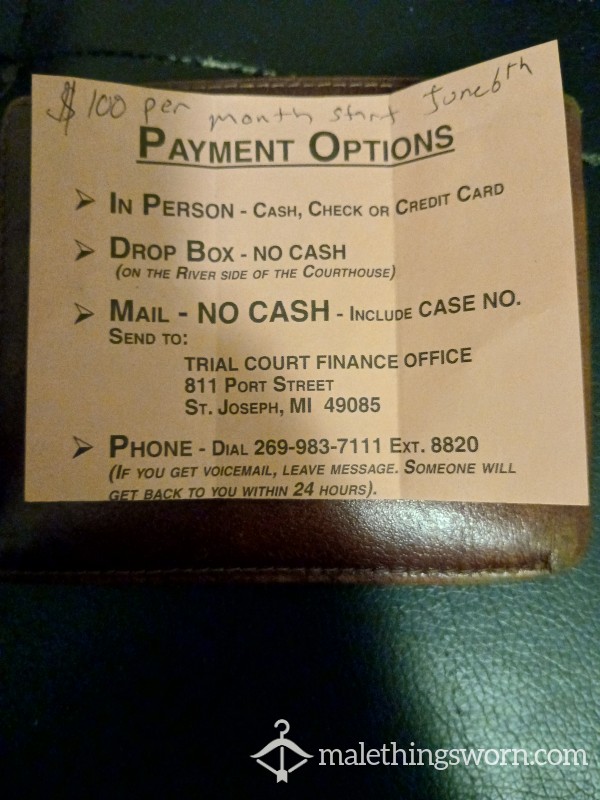 $100 per month start June 6th
PAYMENT OPTIONS
➢ IN PERSON - CASH, CHECK OR CREDIT CARD
➢ DROP BOX - NO CASH
(ON THE RIVER SIDE OF THE COURTHOUSE)
➢ MAIL - NO CASH - INCLUDE CASE NO.
SEND TO:
TRIAL COURT FINANCE OFFICE
811 PORT STREET
ST. JOSEPH, MI 49085
➢ PHONE - DIAL 269-983-7111 EXT. 8820
(IF YOU GET VOICEMAIL, LEAVE MESSAGE. SOMEONE WILL
GET BACK TO YOU WITHIN 24 HOURS).
malethingsworn.com